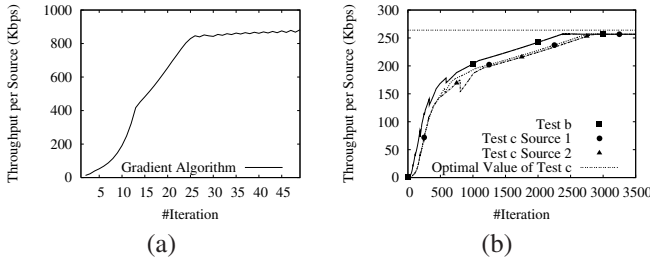 Throughput per Source (Kbps)
1000
800
600
400
200
0
Gradient Algorithm
5 10 15 20 25 30 35 40 45
#Iteration
(a)
Throughput per Source (Kbps)
300
250
200
150
100
50
0
Test b
Test c Source 1
Test c Source 2
Optimal Value of Test c
0 500 1000 1500 2000 2500 3000 3500
#Iteration
(b)